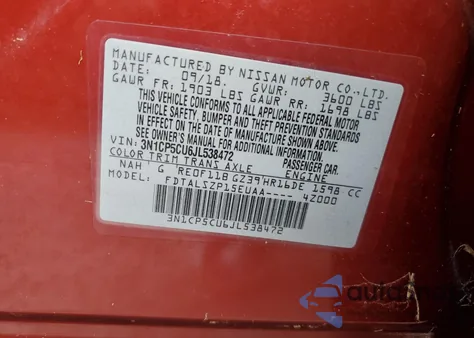 MANUFACTURED BY NISSAN MOTOR CO.,LTD.
DATE: 09/18. GVWR: 3600 LBS
GAWR FR: 1903 LBS GAWR RR: 1698 LBS
THIS VEHICLE CONFORMS TO ALL APPLICABLE FEDERAL MOTOR
VEHICLE SAFETY, BUMPER AND THEFT PREVENTION STANDARDS
IN EFFECT ON THE DATE OF MANUFACTURE SHOWN ABOVE.
SEE OWNER'S MANUAL
VIN: 3N1CP5CU6JL538472 PASSENGER CAR.
COLOR TRIM TRANS AXLE ENGINE
NAH G RE0F11B GZ39 HR16DE 1598 CC
MODEL: FDTALSZP15EUAA---- 4Z000
3N1CP5CU6JL538472